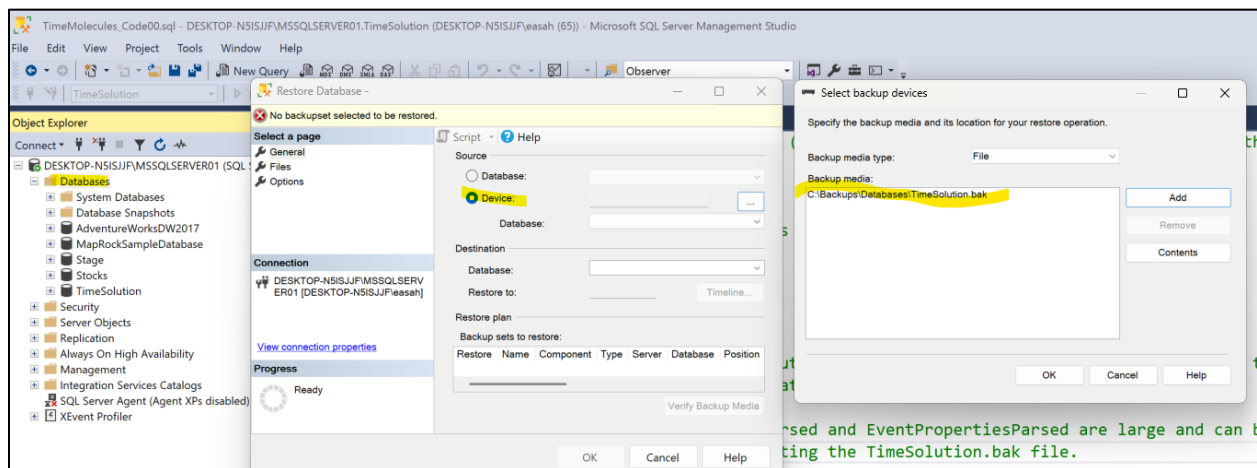 TimeMolecules_Code00.sql - DESKTOP-N5ISJJF\MSSQLSERVER01.TimeSolution (DESKTOP-N5ISJJF\easah (65)) - Microsoft SQL Server Management Studio
File Edit View Project Tools Window Help
New Query
Observer
TimeSolution
Object Explorer
Connect
DESKTOP-N5ISJJF\MSSQLSERVER01 (SQL S
Databases
System Databases
Database Snapshots
AdventureWorksDW2017
MapRockSampleDatabase
Stage
Stocks
TimeSolution
Security
Server Objects
Replication
Always On High Availability
Management
Integration Services Catalogs
SQL Server Agent (Agent XPs disabled)
XEvent Profiler
Restore Database -
No backupset selected to be restored.
Select a page
General
Files
Options
Connection
DESKTOP-N5ISJJF\MSSQLSERV
ER01 [DESKTOP-N5ISJJF\easah]
View connection properties
Progress
Ready
Script Help
Source
Database:
Device:
...
Database:
Destination
Database:
Restore to:
Timeline...
Restore plan
Backup sets to restore:
Restore Name Component Type Server Database Position
Verify Backup Media
OK Cancel Help
Select backup devices
Specify the backup media and its location for your restore operation.
Backup media type: File
Backup media:
C:\Backups\Databases\TimeSolution.bak
Add
Remove
Contents
OK Cancel Help
rsed and EventPropertiesParsed are large and can b
ting the TimeSolution.bak file.